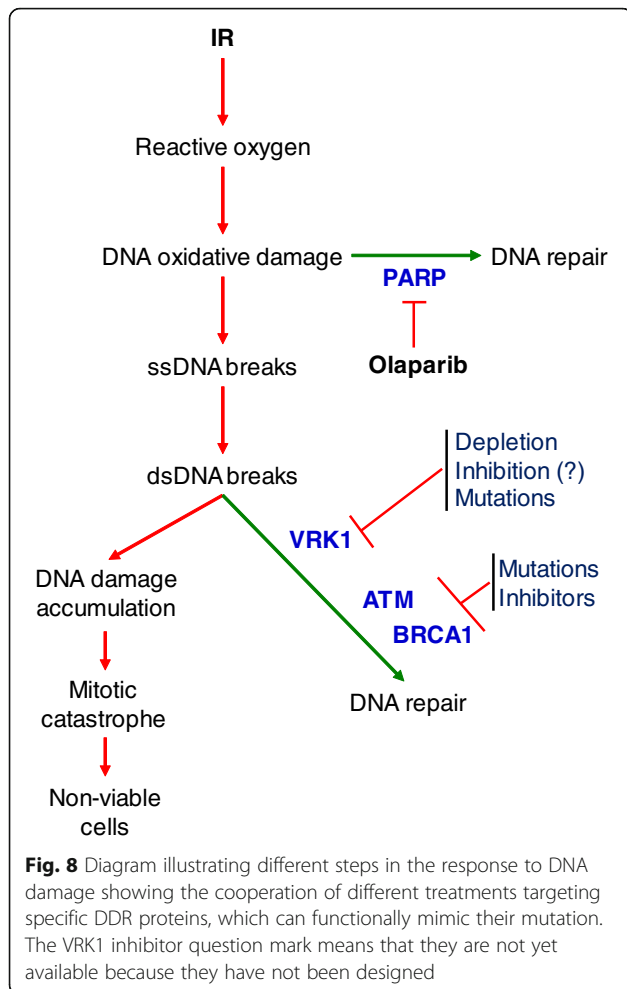 IR
Reactive oxygen
DNA oxidative damage
DNA repair
PARP
Olaparib
ssDNA breaks
dsDNA breaks
Depletion
Inhibition (?)
Mutations
VRK1
Mutations
Inhibitors
ATM
BRCA1
DNA repair
DNA damage
accumulation
Mitotic
catastrophe
Non-viable
cells
Fig. 8 Diagram illustrating different steps in the response to DNA
damage showing the cooperation of different treatments targeting
specific DDR proteins, which can functionally mimic their mutation.
The VRK1 inhibitor question mark means that they are not yet
available because they have not been designed